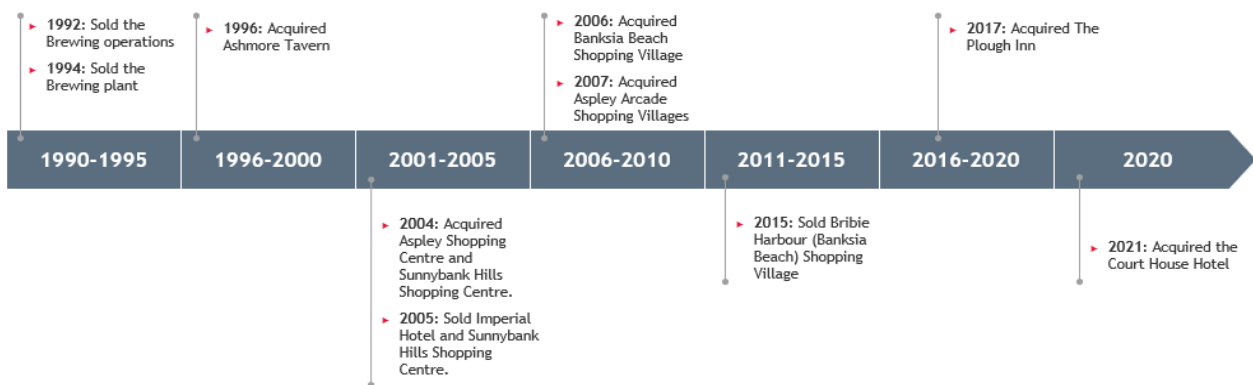 ► 1992: Sold the
Brewing operations
► 1994: Sold the
Brewing plant
► 1996: Acquired
Ashmore Tavern
► 2006: Acquired
Banksia Beach
Shopping Village
► 2007: Acquired
Aspley Arcade
Shopping Villages
► 2017: Acquired The
Plough Inn
1990-1995
1996-2000
2001-2005
2006-2010
2011-2015
2016-2020
2020
► 2004: Acquired
Aspley Shopping
Centre and
Sunnybank Hills
Shopping Centre.
► 2005: Sold Imperial
Hotel and Sunnybank
Hills Shopping
Centre.
► 2015: Sold Bribie
Harbour (Banksia
Beach) Shopping
Village
► 2021: Acquired the
Court House Hotel